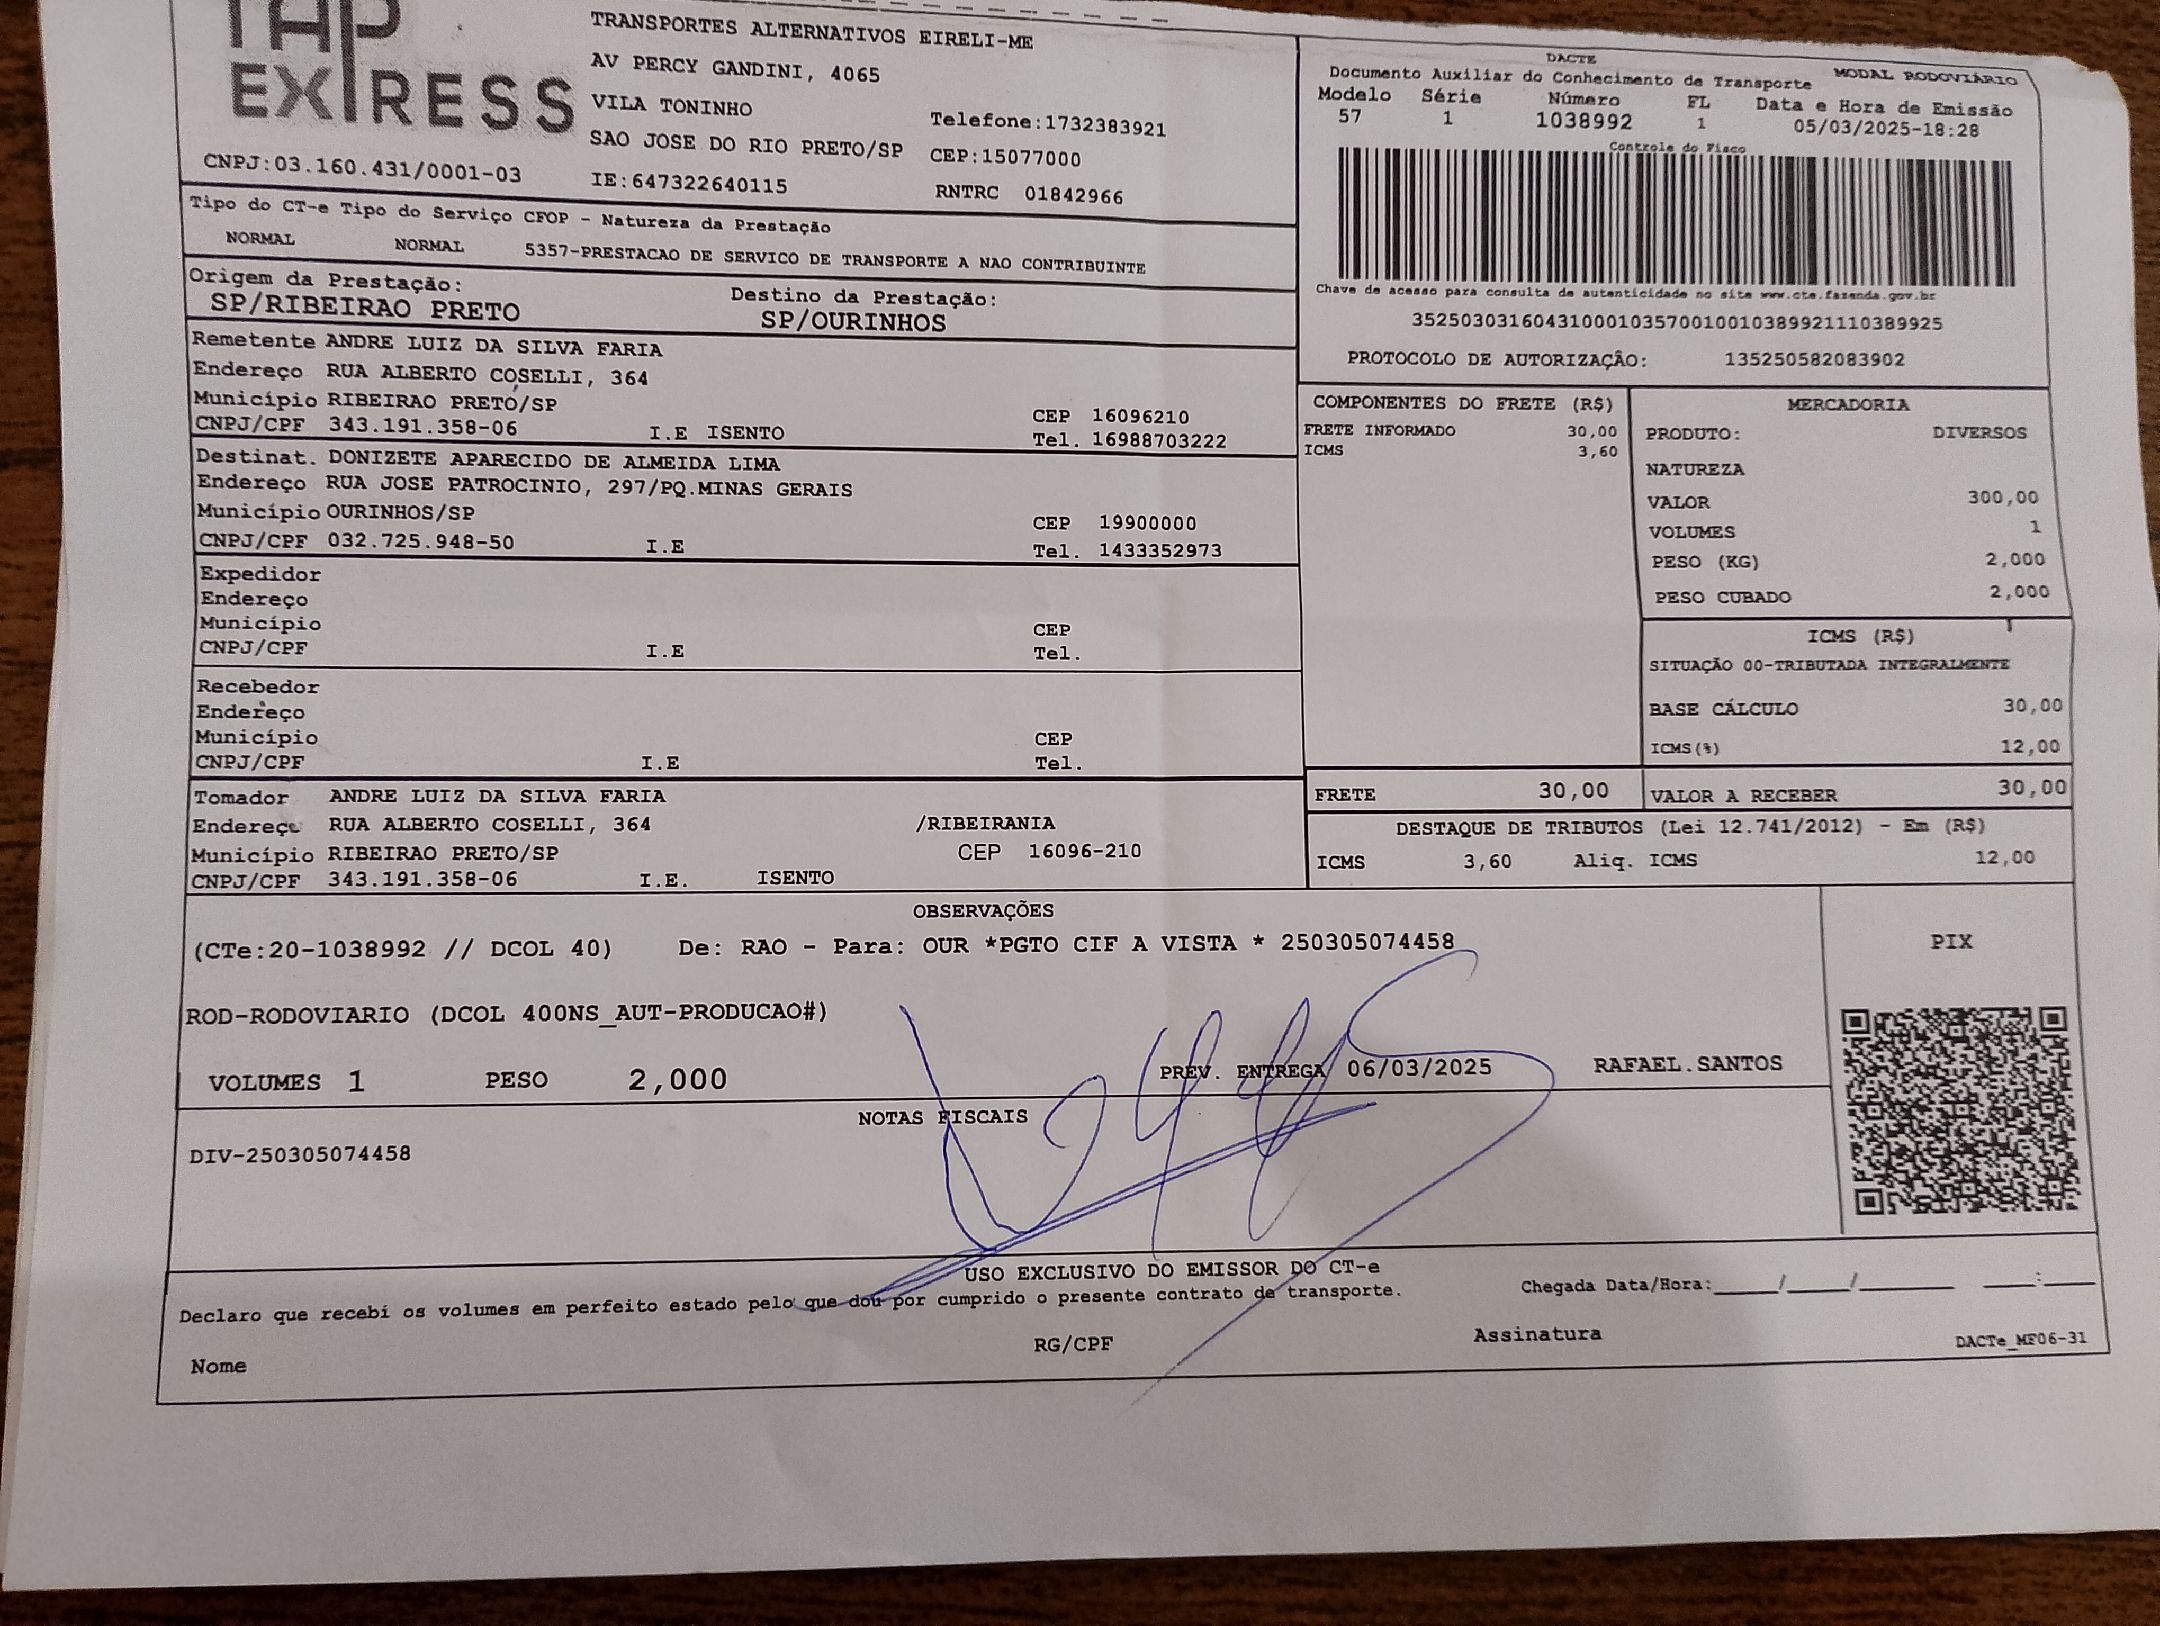 TAP
EXPRESS
TRANSPORTES ALTERNATIVOS EIRELI-ME
AV PERCY GANDINI, 4065
VILA TONINHO
Telefone:1732383921
SAO JOSE DO RIO PRETO/SP CEP:15077000
CNPJ:03.160.431/0001-03 IE:647322640115 RNTRC 01842966
DACTE
Documento Auxiliar do Conhecimento de Transporte MODAL RODOVIÁRIO
Modelo Série Número FL Data e Hora de Emissão
57 1 1038992 1 05/03/2025-18:28
Controle do Fisco
Chave de acesso para consulta de autenticidade no site www.cte.fazenda.gov.br
35250303160431000103570010010389921110389925
PROTOCOLO DE AUTORIZAÇÃO: 135250582083902
Tipo do CT-e Tipo do Serviço CFOP - Natureza da Prestação
NORMAL NORMAL 5357-PRESTACAO DE SERVICO DE TRANSPORTE A NAO CONTRIBUINTE
Origem da Prestação: Destino da Prestação:
SP/RIBEIRAO PRETO SP/OURINHOS
Remetente ANDRE LUIZ DA SILVA FARIA
Endereço RUA ALBERTO COSELLI, 364
Município RIBEIRAO PRETO/SP CEP 16096210
CNPJ/CPF 343.191.358-06 I.E ISENTO Tel. 16988703222
Destinat. DONIZETE APARECIDO DE ALMEIDA LIMA
Endereço RUA JOSE PATROCINIO, 297/PQ.MINAS GERAIS
Município OURINHOS/SP CEP 19900000
CNPJ/CPF 032.725.948-50 I.E Tel. 1433352973
Expedidor
Endereço
Município CEP
CNPJ/CPF I.E Tel.
Recebedor
Endereço
Município CEP
CNPJ/CPF I.E Tel.
Tomador ANDRE LUIZ DA SILVA FARIA
Endereço RUA ALBERTO COSELLI, 364 /RIBEIRANIA
Município RIBEIRAO PRETO/SP CEP 16096-210
CNPJ/CPF 343.191.358-06 I.E. ISENTO
COMPONENTES DO FRETE (R$)
FRETE INFORMADO 30,00
ICMS 3,60
MERCADORIA
PRODUTO: DIVERSOS
NATUREZA
VALOR 300,00
VOLUMES 1
PESO (KG) 2,000
PESO CUBADO 2,000
ICMS (R$)
SITUAÇÃO 00-TRIBUTADA INTEGRALMENTE
BASE CÁLCULO 30,00
ICMS(%) 12,00
FRETE 30,00 VALOR A RECEBER 30,00
DESTAQUE DE TRIBUTOS (Lei 12.741/2012) - Em (R$)
ICMS 3,60 Aliq. ICMS 12,00
OBSERVAÇÕES
(CTe:20-1038992 // DCOL 40) De: RAO - Para: OUR *PGTO CIF A VISTA * 250305074458
PIX
ROD-RODOVIARIO (DCOL 400NS_AUT-PRODUCAO#)
VOLUMES 1 PESO 2,000 PREV. ENTREGA 06/03/2025 RAFAEL.SANTOS
NOTAS FISCAIS
DIV-250305074458
USO EXCLUSIVO DO EMISSOR DO CT-e
Declaro que recebi os volumes em perfeito estado pelo que dou por cumprido o presente contrato de transporte. Chegada Data/Hora:____/____/______ ___:___
Nome RG/CPF Assinatura DACTe_MF06-31